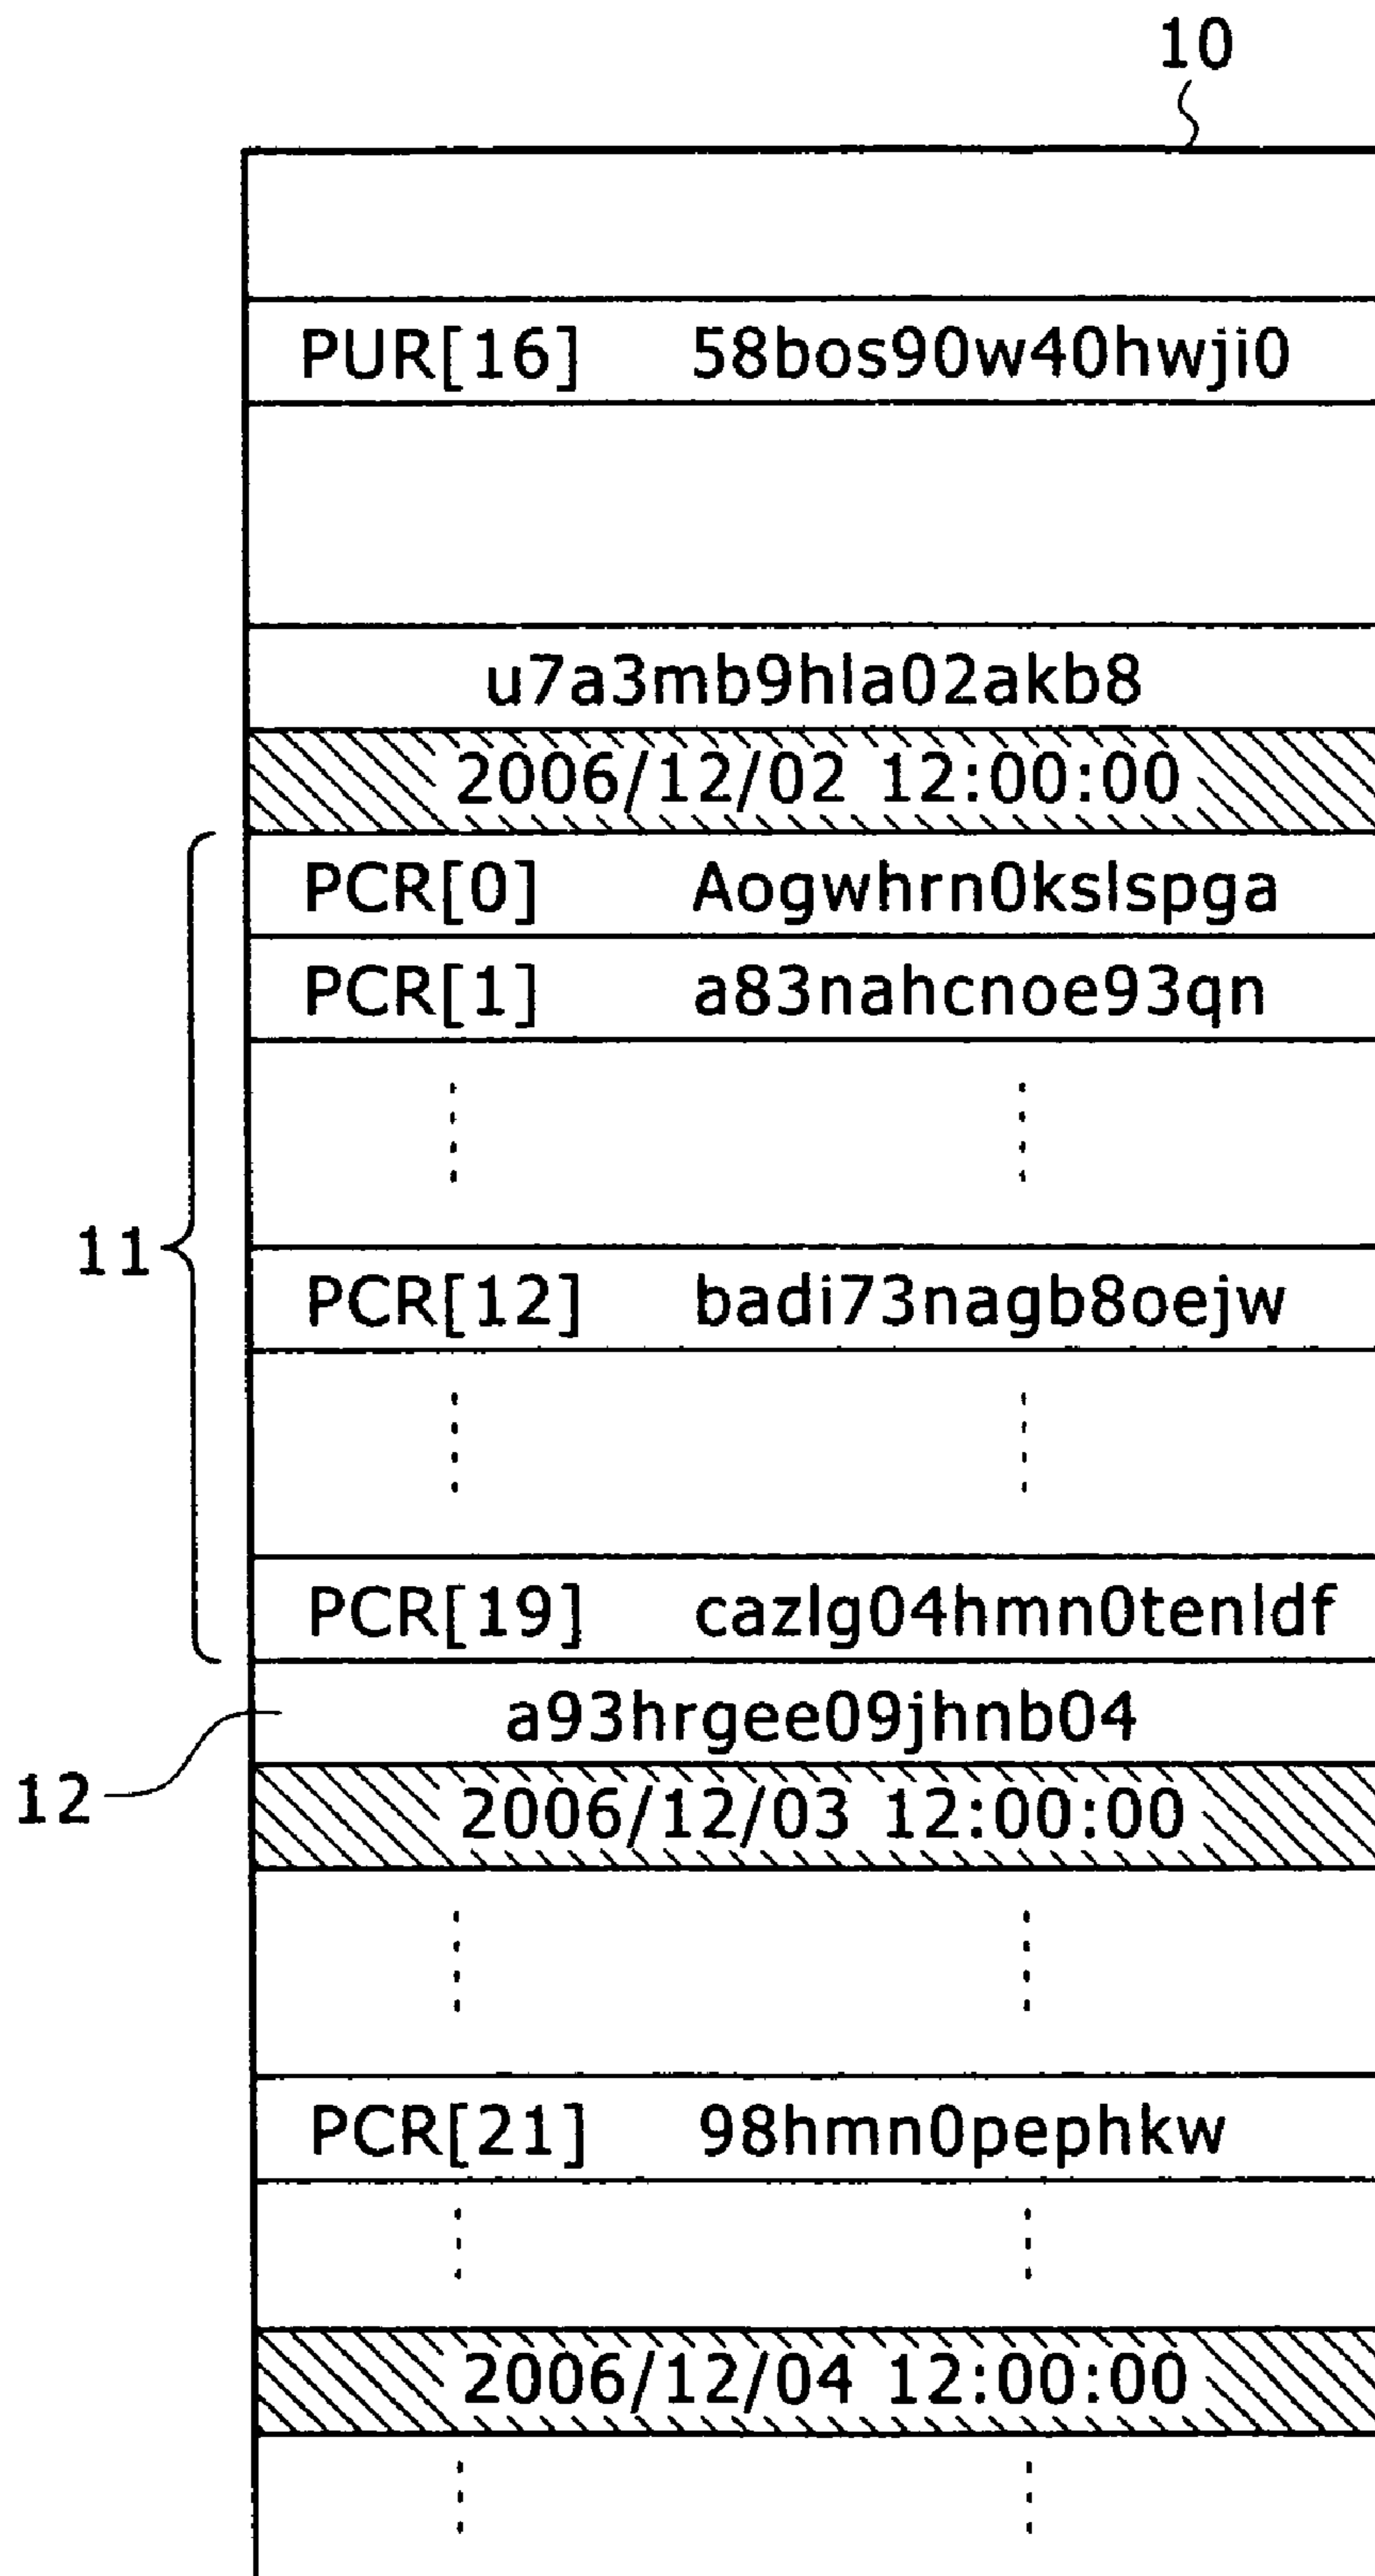 10
PUR[16] 58bos90w40hwji0
u7a3mb9hla02akb8
2006/12/02 12:00:00
PCR[0] Aogwhrn0kslspga
PCR[1] a83nahcnoe93qn
11
PCR[12] badi73nagb8oejw
PCR[19] cazlg04hmn0tenldf
a93hrgee09jhnb04
12
2006/12/03 12:00:00
PCR[21] 98hmn0pephkw
2006/12/04 12:00:00